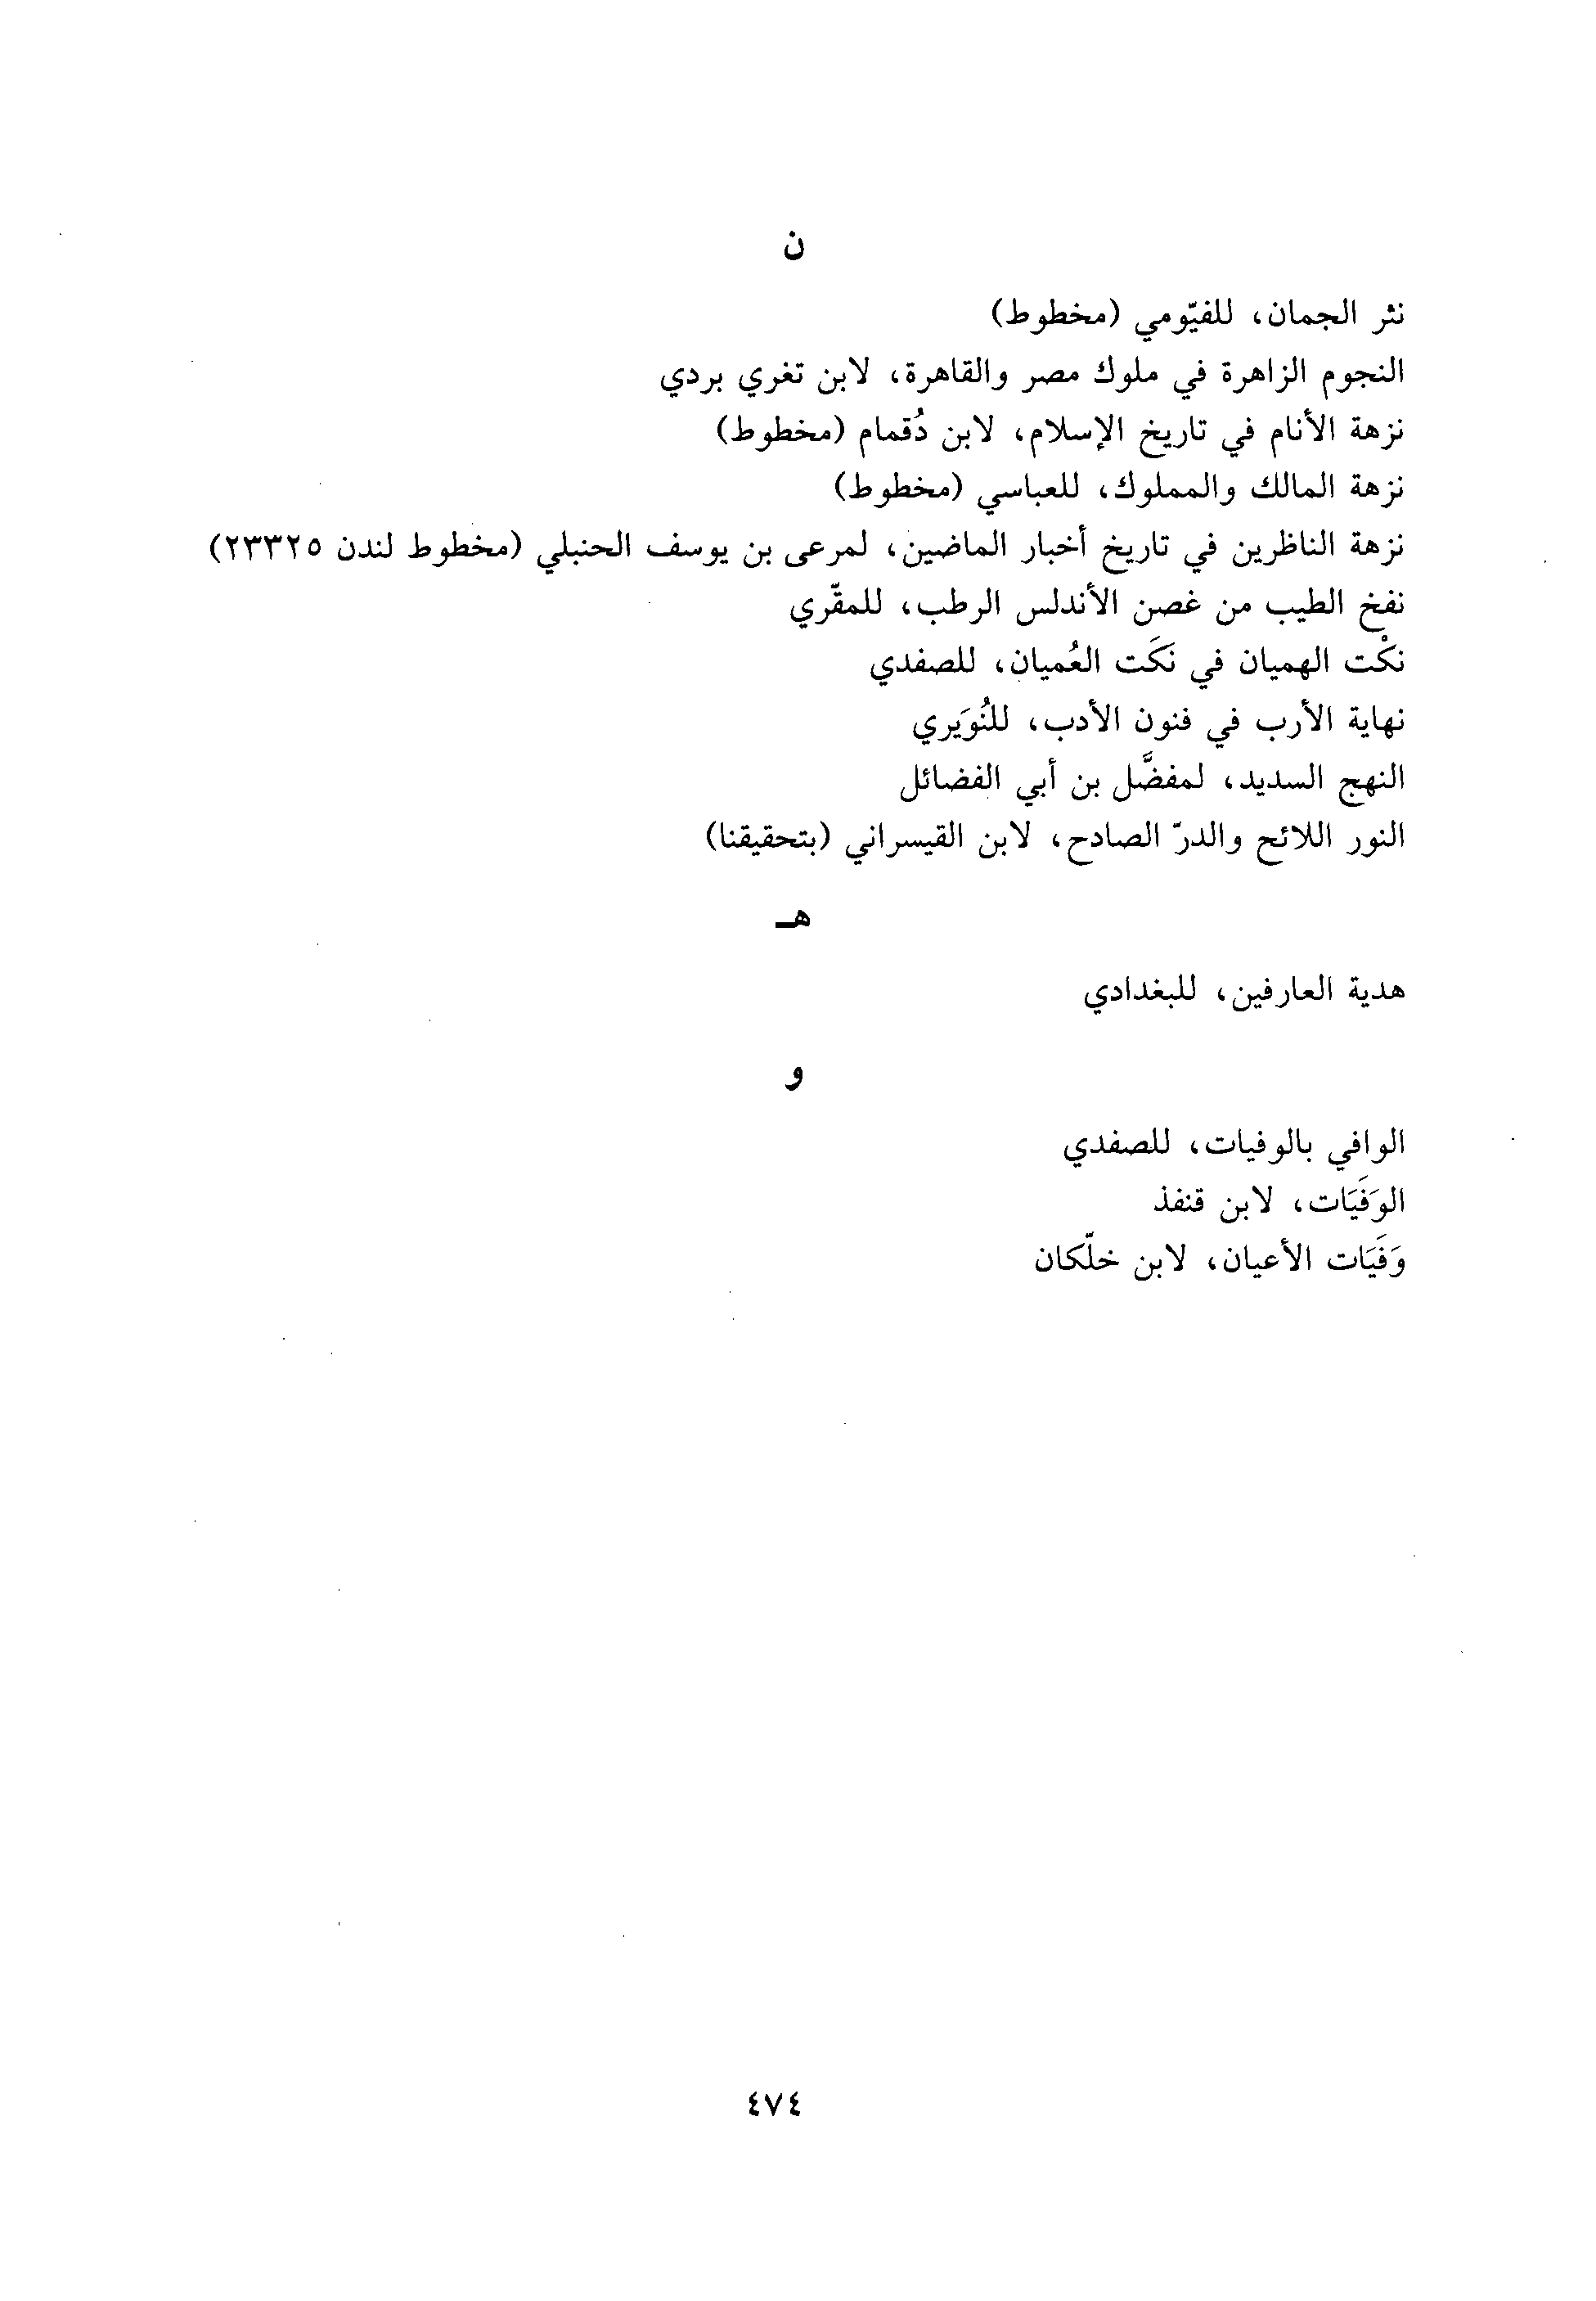 ن
نثر الجمان، للفيّومي (مخطوط)
النجوم الزاهرة في ملوك مصر والقاهرة، لابن تغري بردي
نزهة الأنام في تاريخ الإسلام، لابن دُقمام (مخطوط)
نزهة المالك والمملوك، للعباسي (مخطوط)
نزهة الناظرين في تاريخ أخبار الماضين، لمرعى بن يوسف الحنبلي (مخطوط لندن ٢٣٣٢٥)
نفخ الطيب من غصن الأندلس الرطب، للمقّري
نكْت الهميان في نَكَت العُميان، للصفدي
نهاية الأرب في فنون الأدب، للنُوَيري
النهج السديد، لمفضَّل بن أبي الفضائل
النور اللائح والدرّ الصادح، لابن القيسراني (بتحقيقنا)
هـ
هدية العارفين، للبغدادي
و
الوافي بالوفيات، للصفدي
الوَفَيَات، لابن قنفذ
وَفَيَات الأعيان، لابن خلّكان
٤٧٤